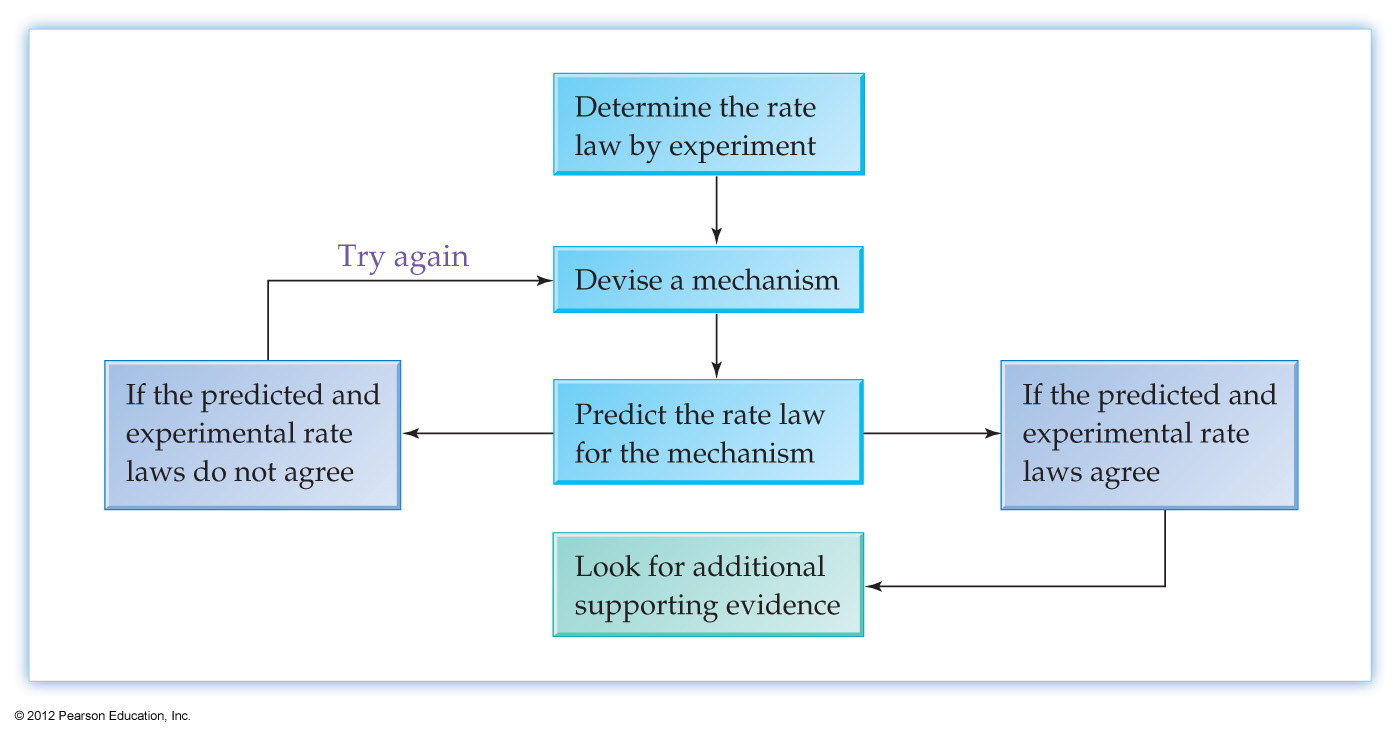 Determine the rate
law by experiment
Try again
Devise a mechanism
If the predicted and
experimental rate
laws do not agree
Predict the rate law
for the mechanism
If the predicted and
experimental rate
laws agree
Look for additional
supporting evidence
© 2012 Pearson Education, Inc.